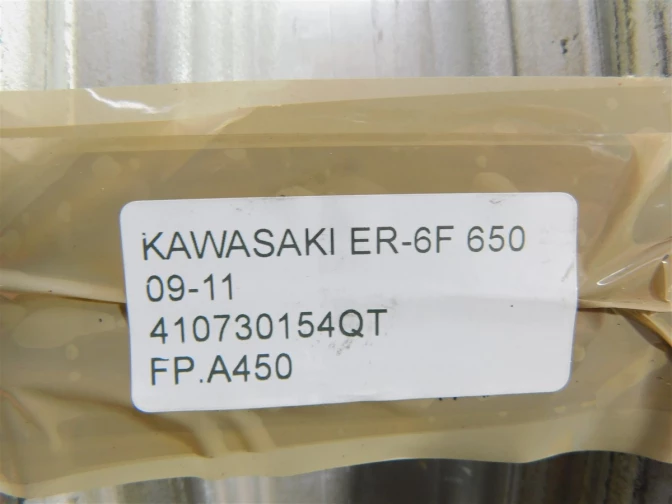 KAWASAKI ER-6F 650
09-11
410730154QT
FP.A450